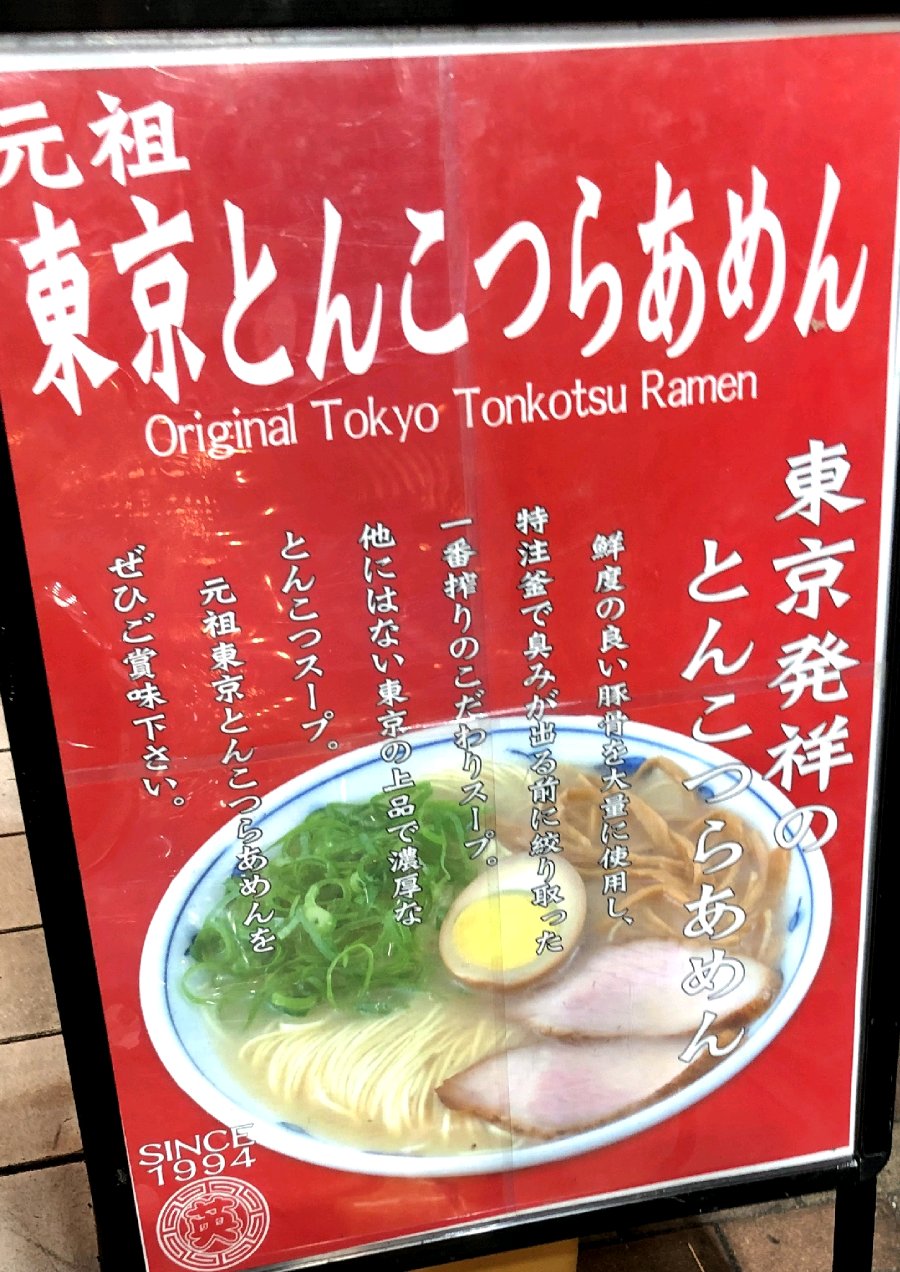 元祖
東京とんこつらあめん
Original Tokyo Tonkotsu Ramen
東京発祥の
とんこつらあめん
鮮度の良い豚骨を大量に使用し、
特注釜で臭みが出る前に絞り取った
一番搾りのこだわりスープ。
他にはない東京の上品で濃厚な
とんこつスープ。
元祖東京とんこつらあめんを
ぜひご賞味下さい。
SINCE
1994
英